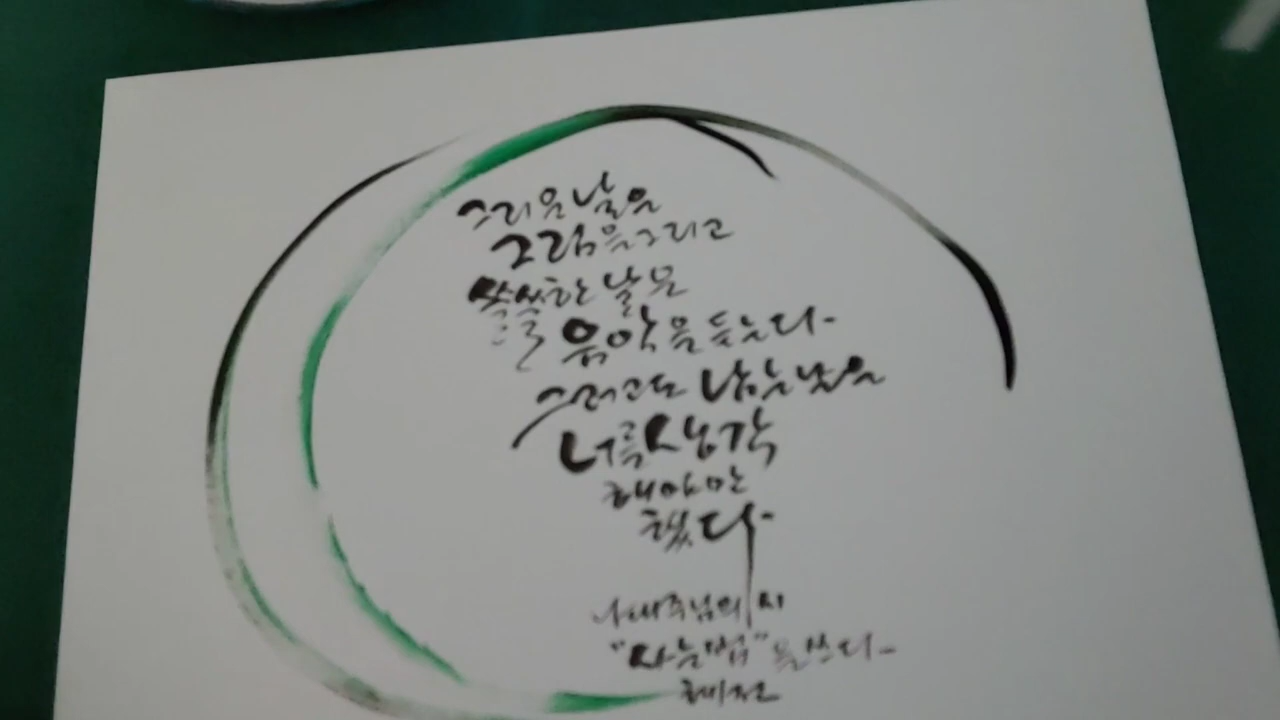 그리운 날은
그림을 그리고
쓸쓸한 날은
음악을 듣는다
그러고도 남는 날은
너를 생각
해야만
했다
나태주님의 시
"사는법"을 쓰다